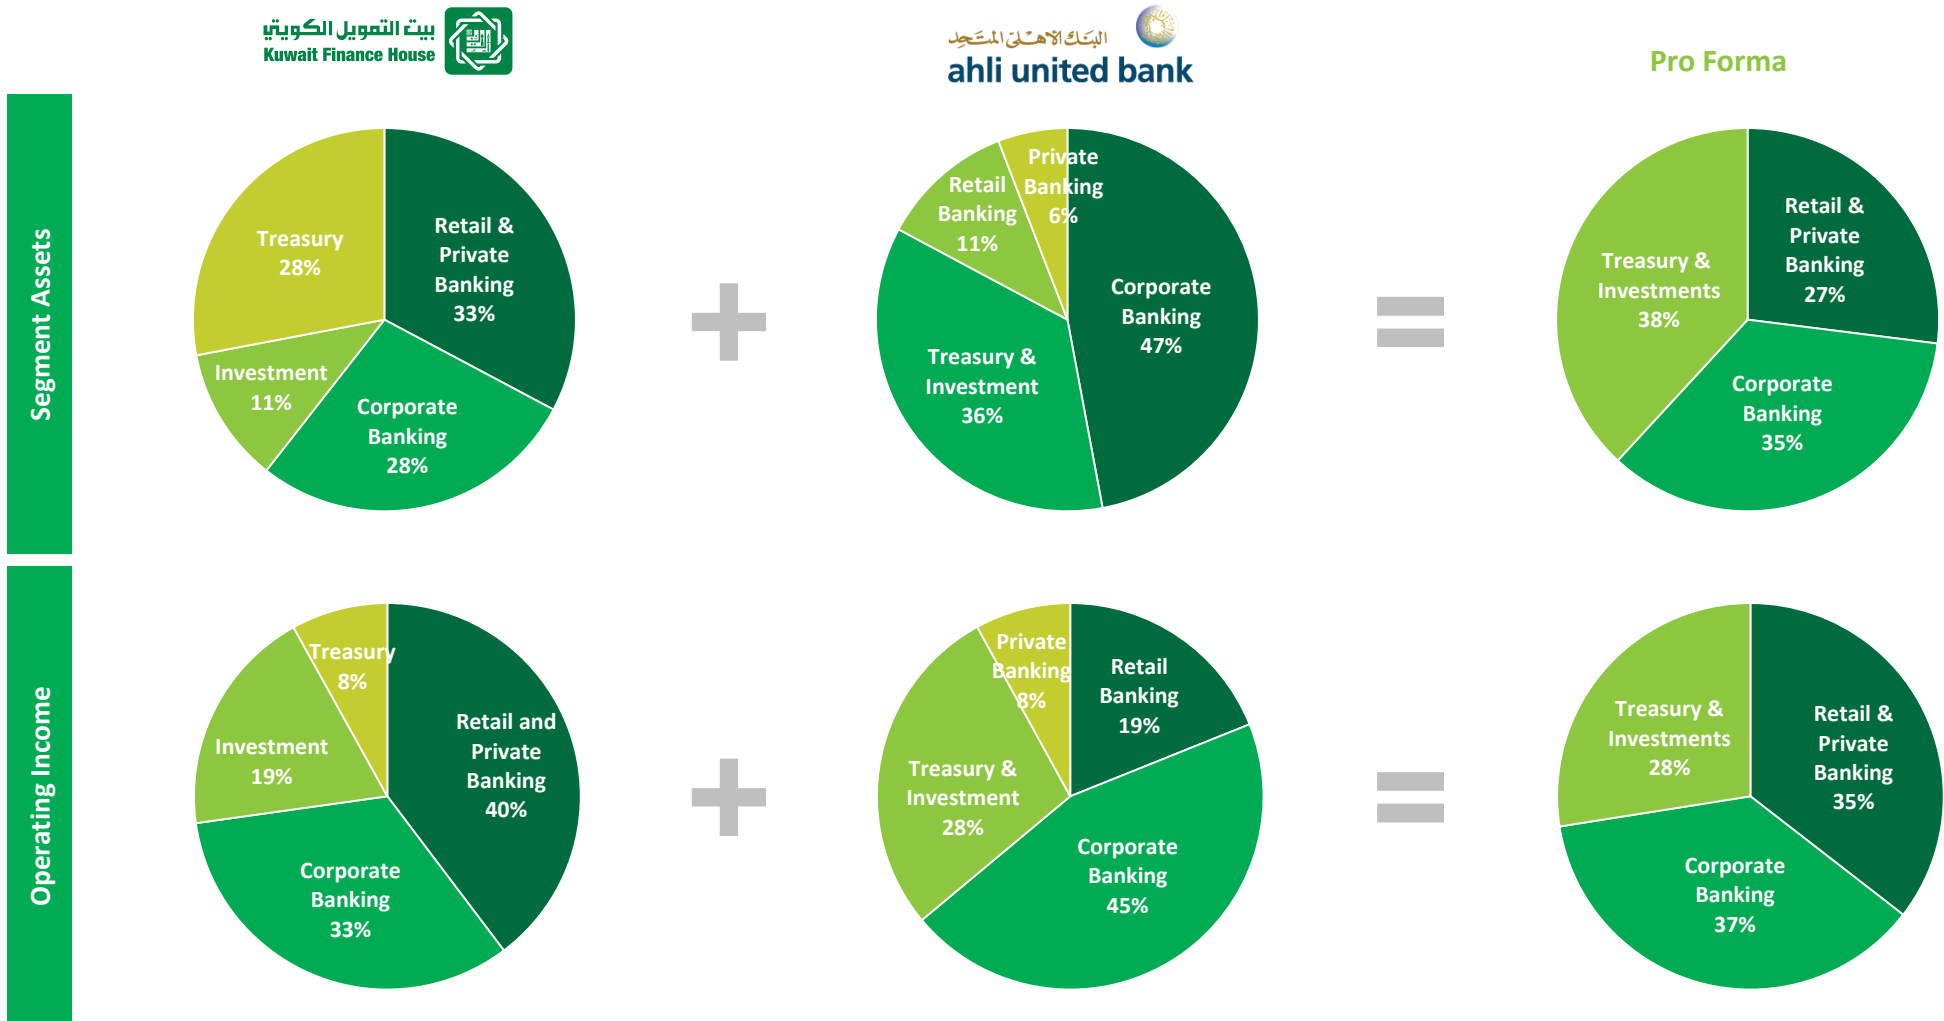 بيت التمويل الكويتي
Kuwait Finance House
البنك الأهلي المتحد
ahli united bank
Pro Forma
Segment Assets
Treasury
28%
Retail &
Private
Banking
33%
Investment
11%
Corporate
Banking
28%
Private
Banking
6%
Retail
Banking
11%
Corporate
Banking
47%
Treasury &
Investment
36%
Treasury &
Investments
38%
Retail &
Private
Banking
27%
Corporate
Banking
35%
Operating Income
Treasury
8%
Retail and
Private
Banking
40%
Investment
19%
Corporate
Banking
33%
Private
Banking
8%
Retail
Banking
19%
Treasury &
Investment
28%
Corporate
Banking
45%
Treasury &
Investments
28%
Retail &
Private
Banking
35%
Corporate
Banking
37%